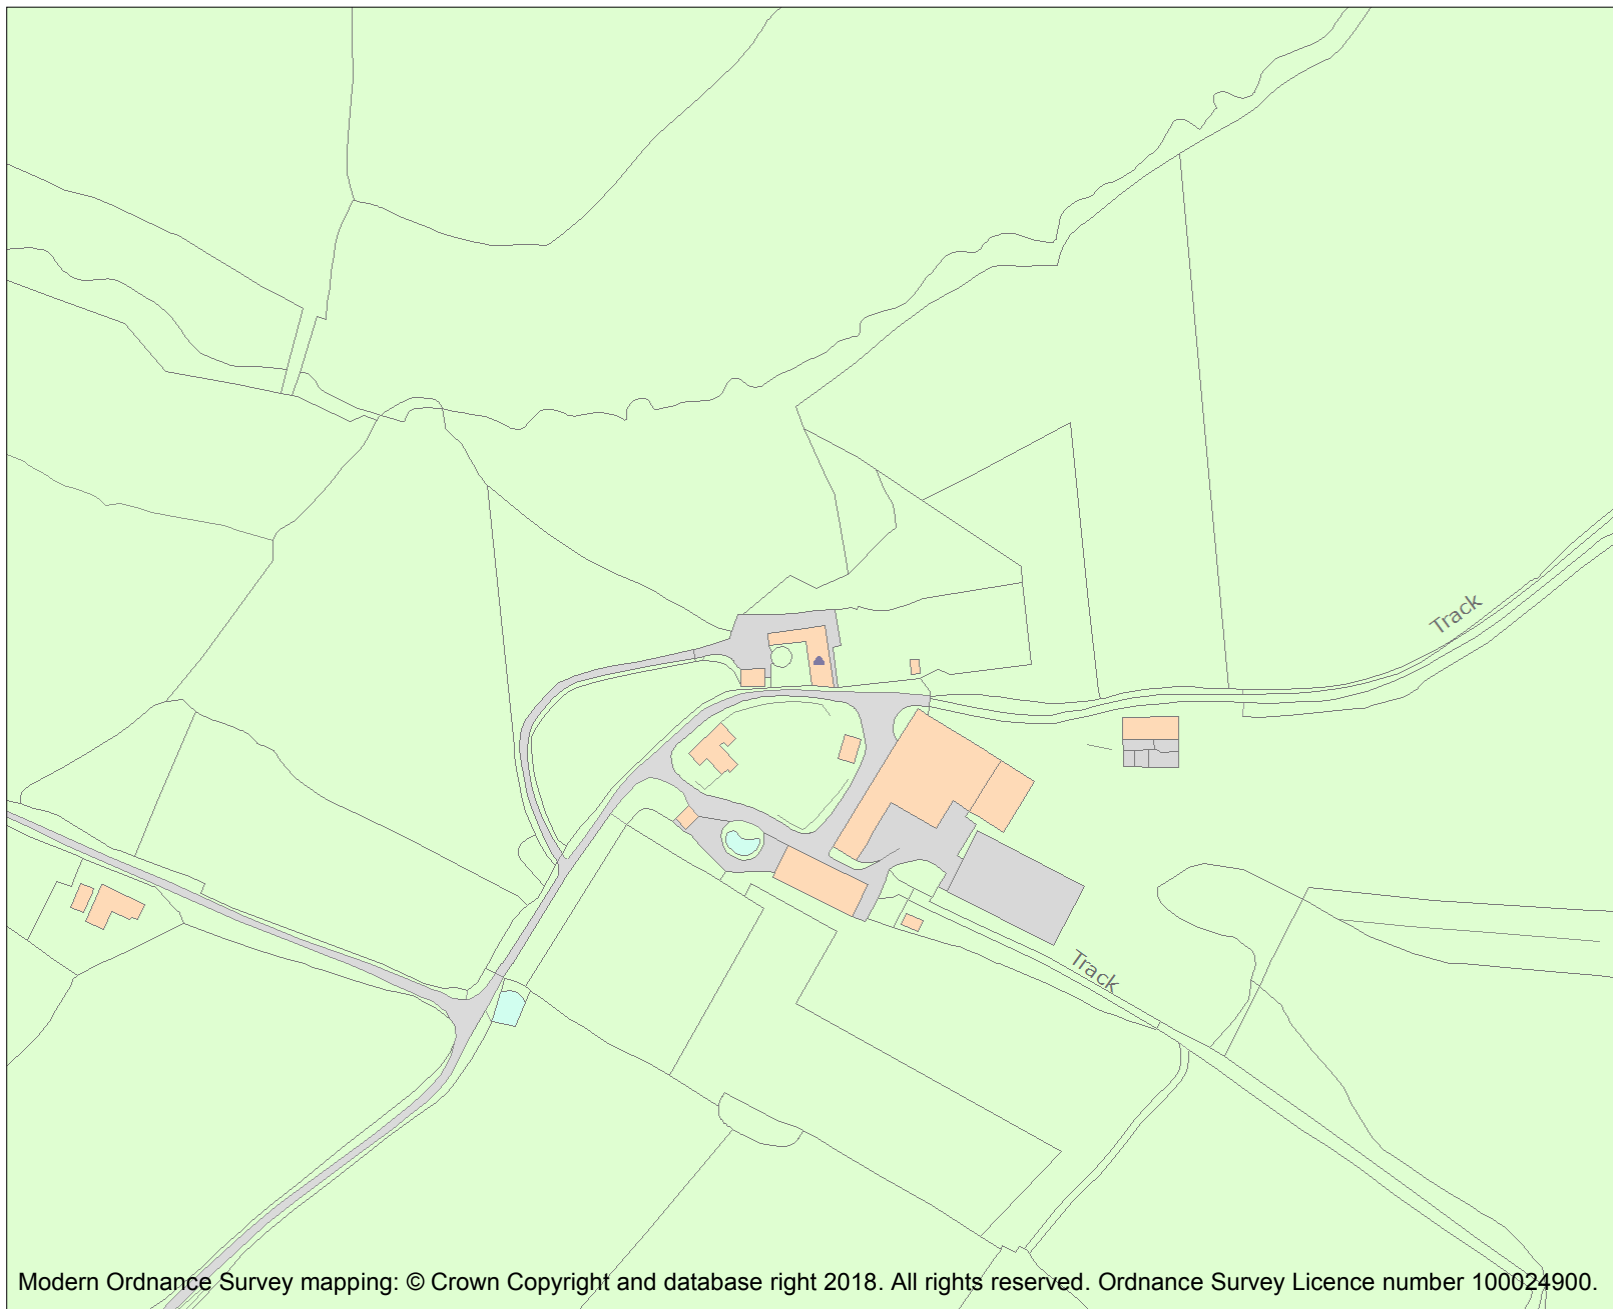 Track
Track
Modern Ordnance Survey mapping: © Crown Copyright and database right 2018. All rights reserved. Ordnance Survey Licence number 100024900.